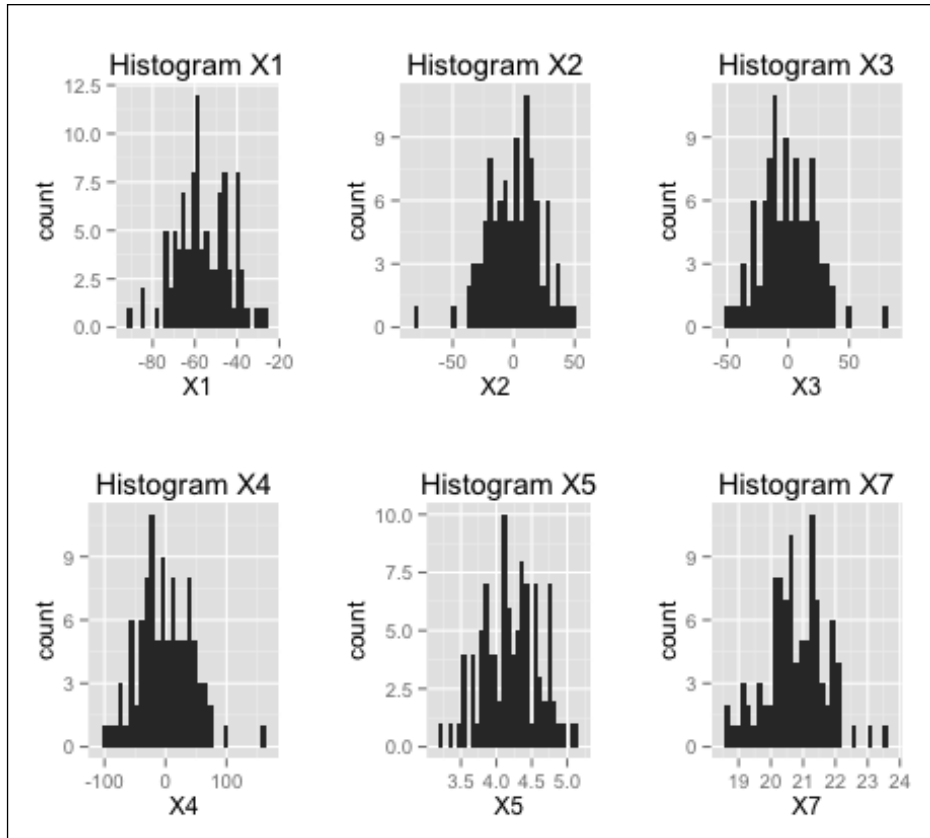 Histogram X1
12.5
10.0
7.5
5.0
2.5
0.0
count
-80 -60 -40 -20
X1
Histogram X2
9
6
3
0
count
-50 0 50
X2
Histogram X3
9
6
3
0
count
-50 0 50
X3
Histogram X4
9
6
3
0
count
-100 0 100
X4
Histogram X5
10.0
7.5
5.0
2.5
0.0
count
3.5 4.0 4.5 5.0
X5
Histogram X7
9
6
3
0
count
19 20 21 22 23 24
X7